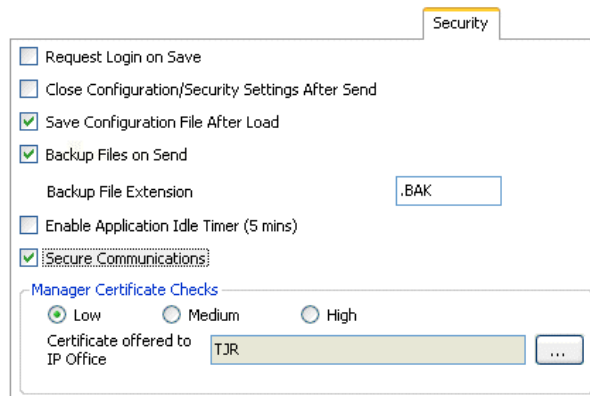 Security
Request Login on Save
Close Configuration/Security Settings After Send
Save Configuration File After Load
Backup Files on Send
Backup File Extension .BAK
Enable Application Idle Timer (5 mins)
Secure Communications
Manager Certificate Checks
Low Medium High
Certificate offered to
IP Office
TJR ...